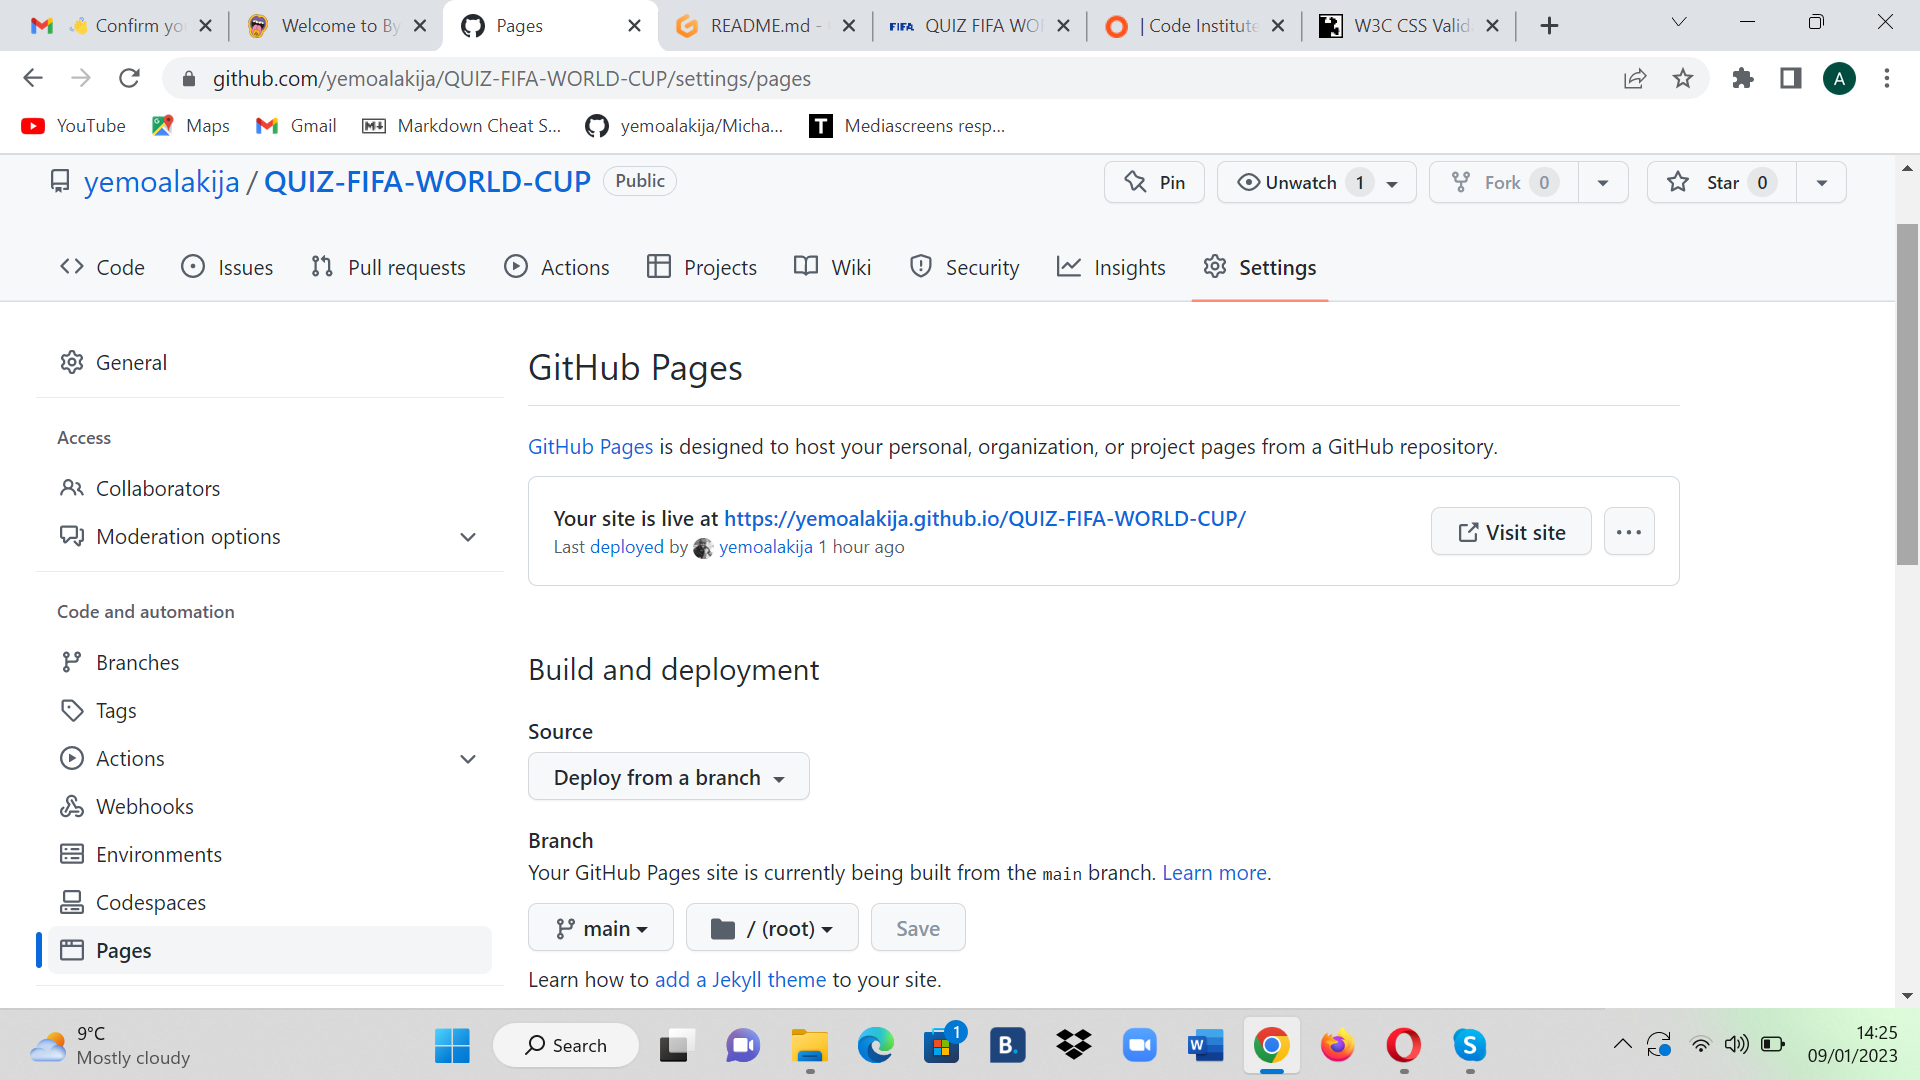 Confirm yo
Welcome to By
Pages
README.md -
FIFA QUIZ FIFA WO
| Code Institute
W3C CSS Valid
github.com/yemoalakija/QUIZ-FIFA-WORLD-CUP/settings/pages
A
YouTube
Maps
Gmail
Markdown Cheat S...
yemoalakija/Micha...
T Mediascreens resp...
yemoalakija / QUIZ-FIFA-WORLD-CUP Public
Pin
Unwatch 1
Fork 0
Star 0
Code
Issues
Pull requests
Actions
Projects
Wiki
Security
Insights
Settings
General
Access
Collaborators
Moderation options
Code and automation
Branches
Tags
Actions
Webhooks
Environments
Codespaces
Pages
GitHub Pages
GitHub Pages is designed to host your personal, organization, or project pages from a GitHub repository.
Your site is live at https://yemoalakija.github.io/QUIZ-FIFA-WORLD-CUP/
Last deployed by yemoalakija 1 hour ago
Visit site
Build and deployment
Source
Deploy from a branch
Branch
Your GitHub Pages site is currently being built from the main branch. Learn more.
main
/ (root)
Save
Learn how to add a Jekyll theme to your site.
9°C
Mostly cloudy
Search
1
B.
W
S
14:25
09/01/2023